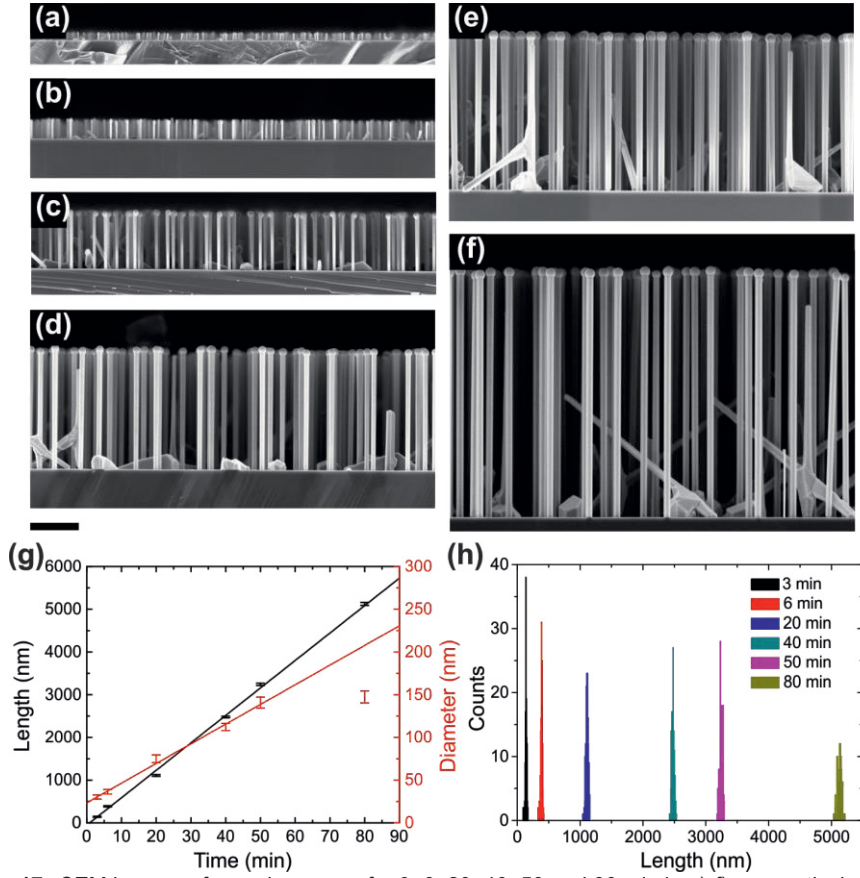 (a)
(b)
(c)
(d)
(e)
(f)
(g)
6000
5000
4000
3000
2000
1000
0
Length (nm)
0 10 20 30 40 50 60 70 80 90
Time (min)
300
250
200
150
100
50
0
Diameter (nm)
(h)
40
30
20
10
0
Counts
3 min
6 min
20 min
40 min
50 min
80 min
0 1000 2000 3000 4000 5000
Length (nm)